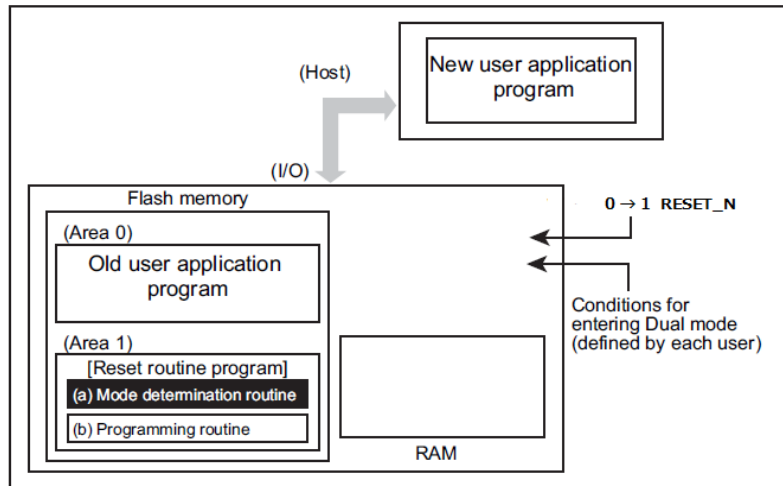 (Host)
New user application
program
(I/O)
Flash memory
0 → 1 RESET_N
(Area 0)
Old user application
program
Conditions for
entering Dual mode
(defined by each user)
(Area 1)
[Reset routine program]
(a) Mode determination routine
(b) Programming routine
RAM